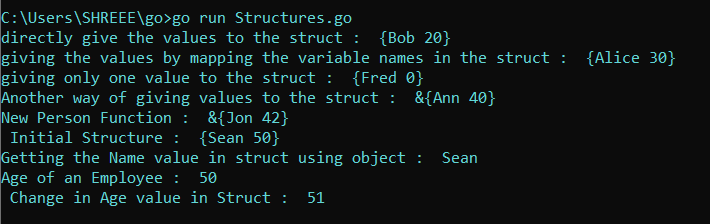 C:\Users\SHREEE\go>go run Structures.go
directly give the values to the struct :  {Bob 20}
giving the values by mapping the variable names in the struct :  {Alice 30}
giving only one value to the struct :  {Fred 0}
Another way of giving values to the struct :  &{Ann 40}
New Person Function :  &{Jon 42}
 Initial Structure :  {Sean 50}
Getting the Name value in struct using object :  Sean
Age of an Employee :  50
 Change in Age value in Struct :  51